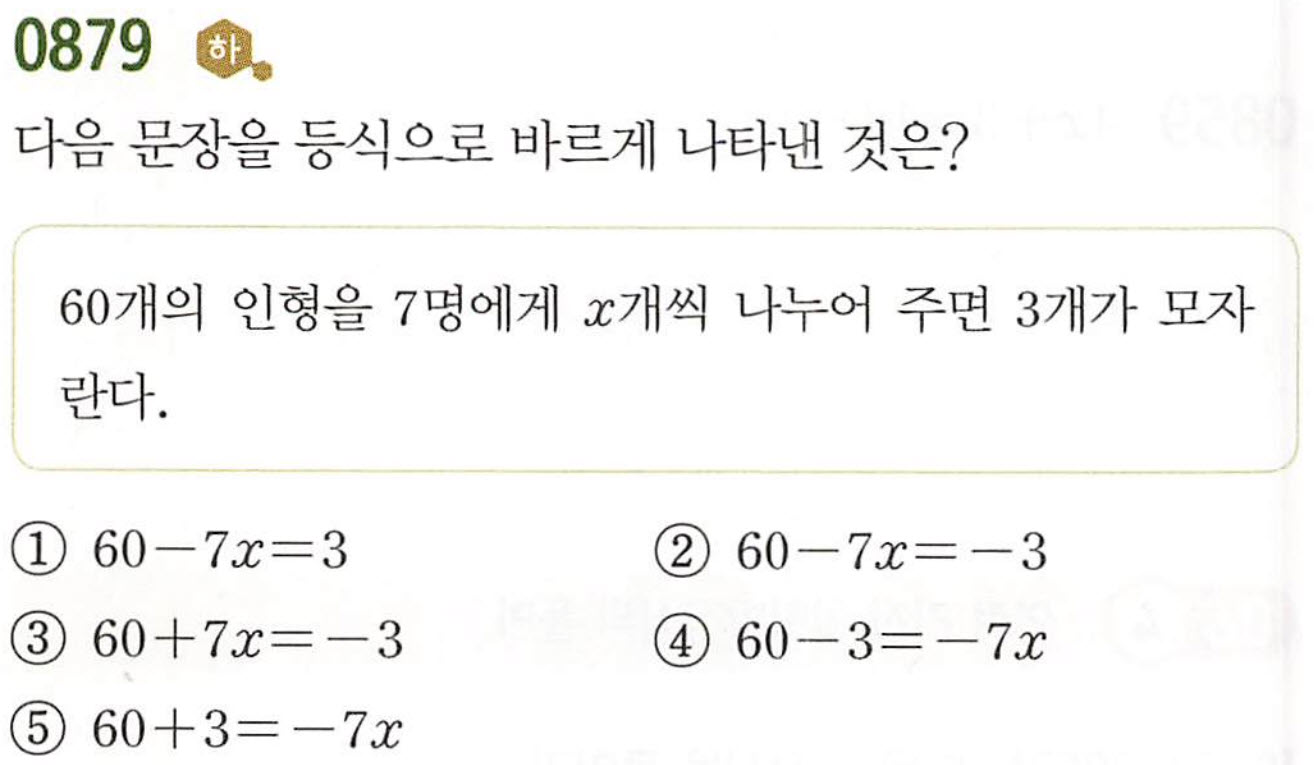 0879 하
다음 문장을 등식으로 바르게 나타낸 것은?
60개의 인형을 7명에게 x개씩 나누어 주면 3개가 모자
란다.
① 60-7x=3 ② 60-7x=-3
③ 60+7x=-3 ④ 60-3=-7x
⑤ 60+3=-7x